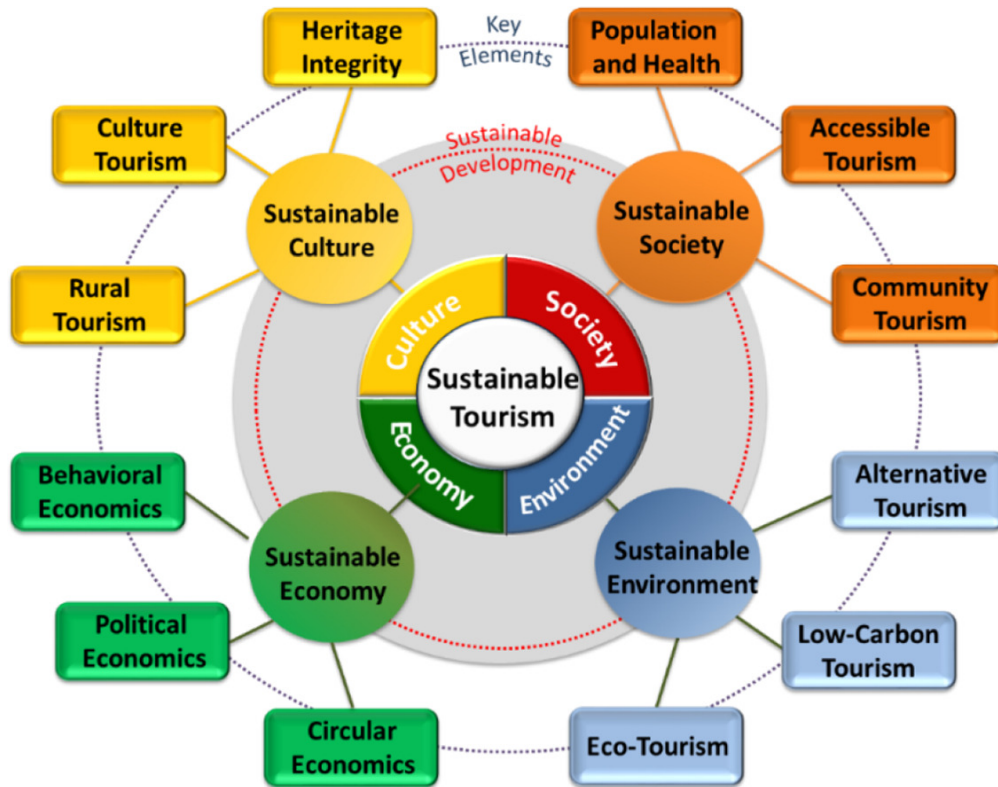 Heritage
Integrity
Key
Elements
Population
and Health
Culture
Tourism
Accessible
Tourism
Sustainable
Development
Sustainable
Culture
Sustainable
Society
Rural
Tourism
Community
Tourism
Culture
Society
Sustainable
Tourism
Economy
Environment
Behavioral
Economics
Alternative
Tourism
Sustainable
Economy
Sustainable
Environment
Political
Economics
Low-Carbon
Tourism
Circular
Economics
Eco-Tourism